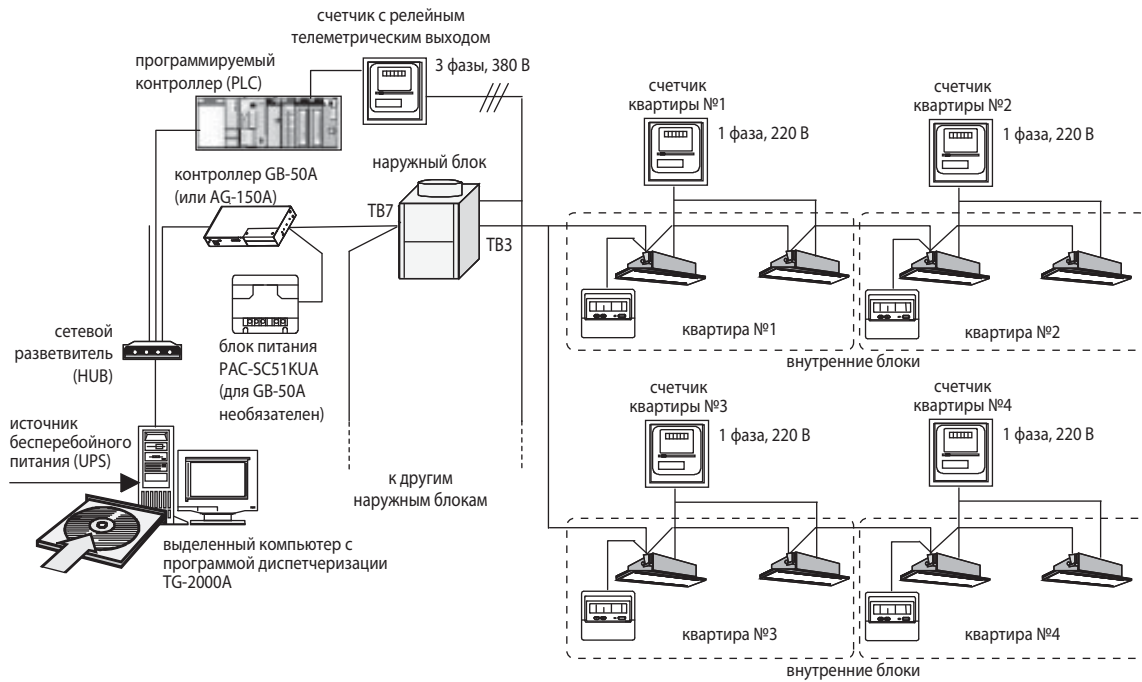 счетчик с релейным
телеметрическим выходом
программируемый
контроллер (PLC)
3 фазы, 380 В
контроллер GB-50A
(или AG-150A)
наружный блок
TB7
TB3
сетевой
разветвитель
(HUB)
блок питания
PAC-SC51KUA
(для GB-50A
необязателен)
источник
бесперебойного
питания (UPS)
к другим
наружным блокам
выделенный компьютер с
программой диспетчеризации
TG-2000A
счетчик
квартиры №1
1 фаза, 220 В
счетчик
квартиры №2
1 фаза, 220 В
квартира №1
квартира №2
внутренние блоки
счетчик
квартиры №3
1 фаза, 220 В
счетчик
квартиры №4
1 фаза, 220 В
квартира №3
квартира №4
внутренние блоки